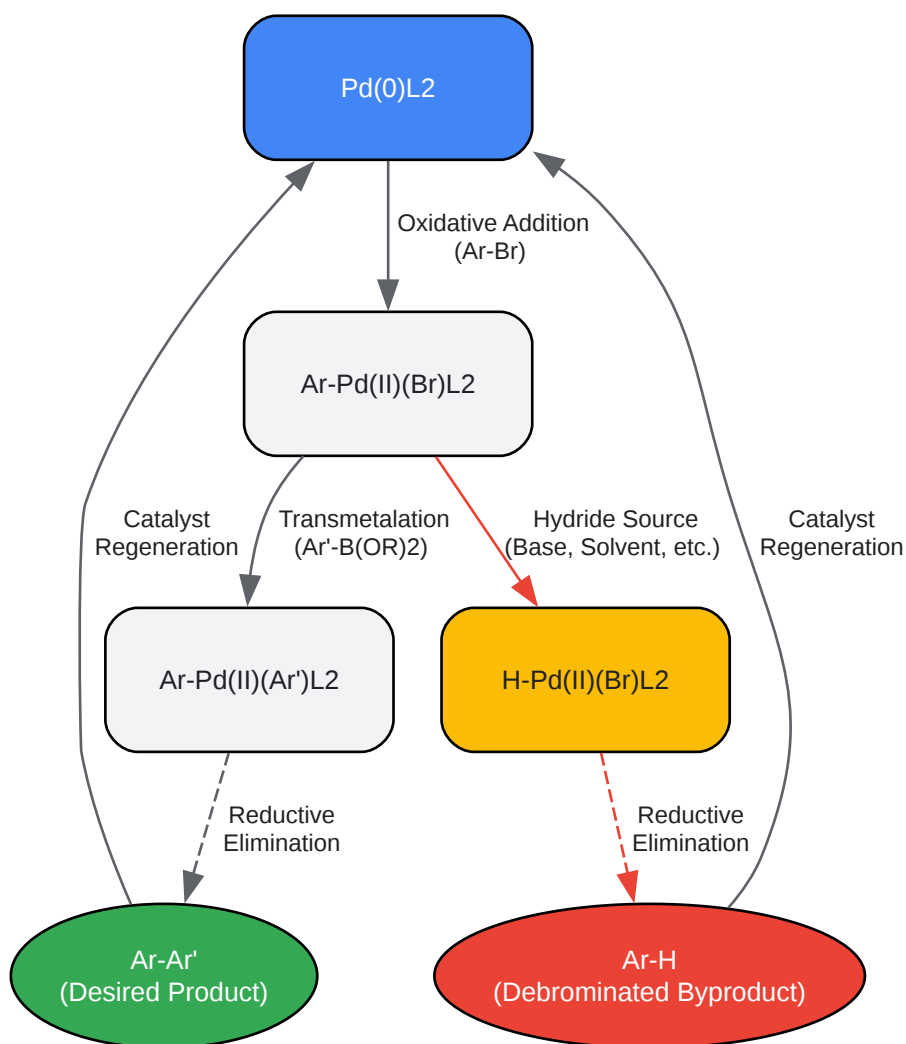 Pd(0)L2
Oxidative Addition
(Ar-Br)
Ar-Pd(II)(Br)L2
Catalyst
Regeneration
Transmetalation
(Ar'-B(OR)2)
Hydride Source
(Base, Solvent, etc.)
Catalyst
Regeneration
Ar-Pd(II)(Ar')L2
H-Pd(II)(Br)L2
Reductive
Elimination
Reductive
Elimination
Ar-Ar'
(Desired Product)
Ar-H
(Debrominated Byproduct)